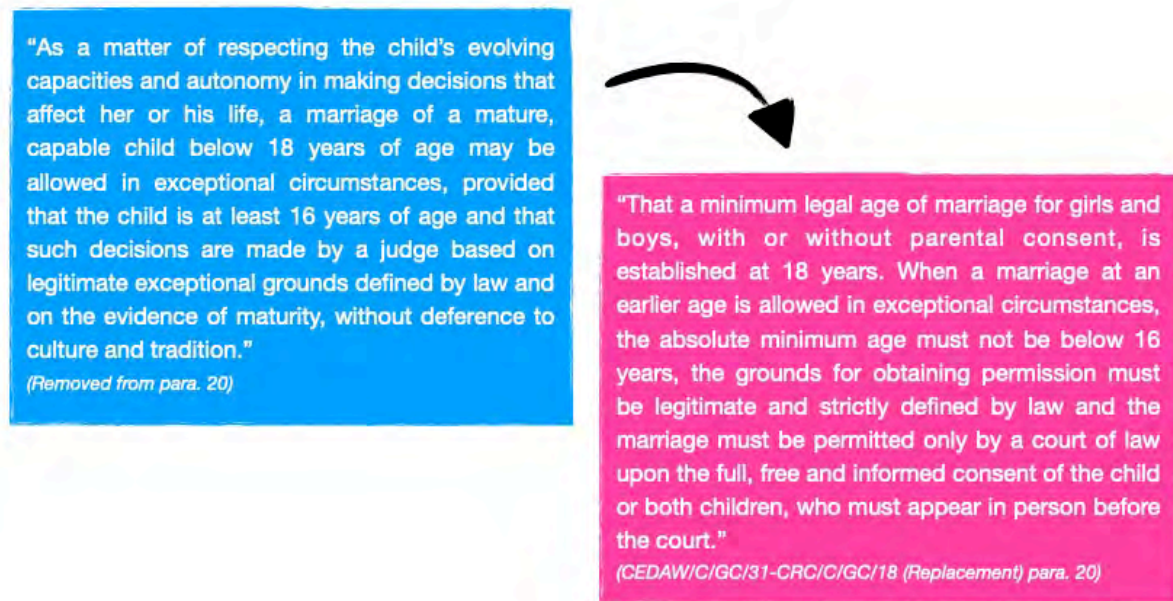 “As a matter of respecting the child’s evolving
capacities and autonomy in making decisions that
affect her or his life, a marriage of a mature,
capable child below 18 years of age may be
allowed in exceptional circumstances, provided
that the child is at least 16 years of age and that
such decisions are made by a judge based on
legitimate exceptional grounds defined by law and
on the evidence of maturity, without deference to
culture and tradition.”
(Removed from para. 20)
“That a minimum legal age of marriage for girls and
boys, with or without parental consent, is
established at 18 years. When a marriage at an
earlier age is allowed in exceptional circumstances,
the absolute minimum age must not be below 16
years, the grounds for obtaining permission must
be legitimate and strictly defined by law and the
marriage must be permitted only by a court of law
upon the full, free and informed consent of the child
or both children, who must appear in person before
the court.”
(CEDAW/C/GC/31-CRC/C/GC/18 (Replacement) para. 20)